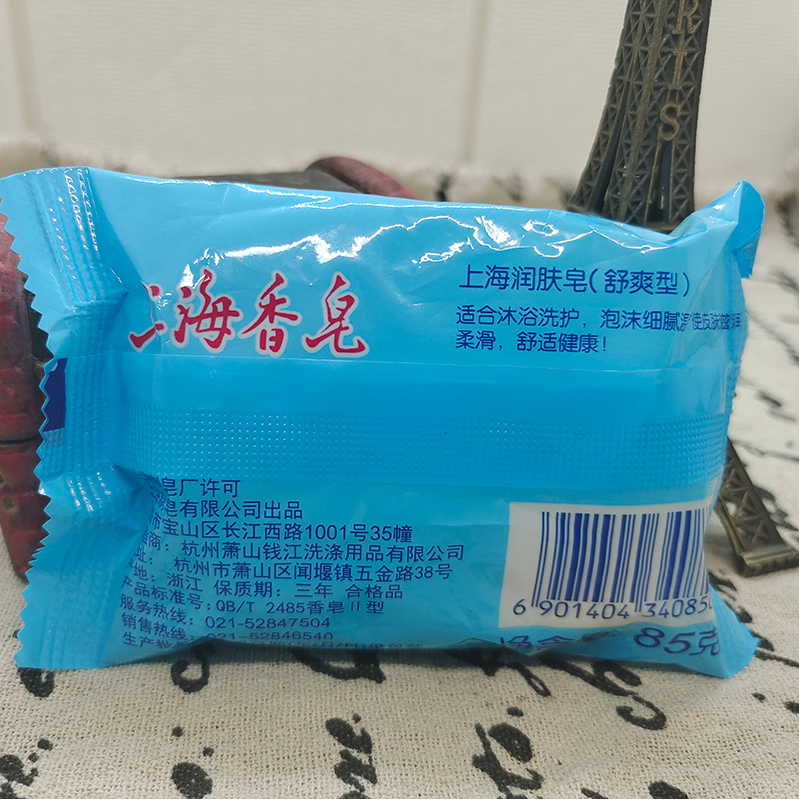 RIS
上海香皂
上海润肤皂(舒爽型)
适合沐浴洗护，泡沫细腻
柔滑，舒适健康！
皂厂许可
皂有限公司出品
市宝山区长江西路1001号35幢
商：杭州萧山钱江洗涤用品有限公司
址：杭州市萧山区闻堰镇五金路38号
地：浙江 保质期：三年 合格品
产品标准号：QB/T 2485香皂Ⅱ型
服务热线：021-52847504
销售热线：021-52846540
生产
6 901404 34085
净含 85克